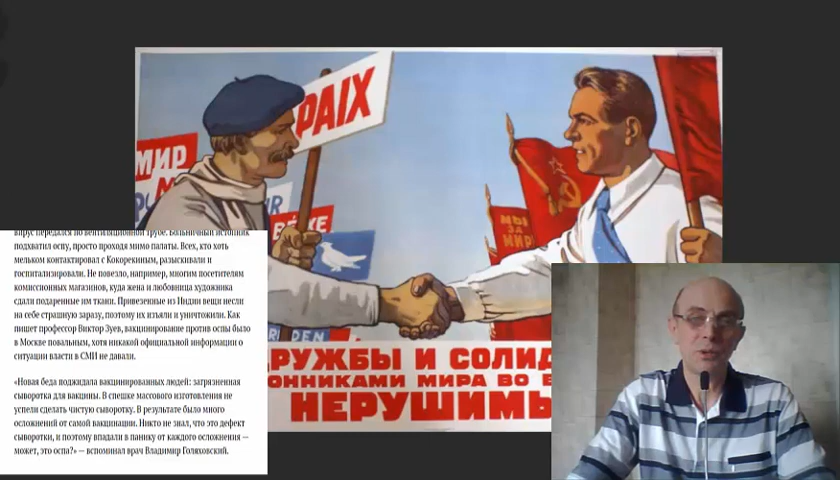 PAIX
МИР
МЫ
ЗА
МИР
DEN
РУЖБЫ И СОЛИД
ОННИКАМИ МИРА ВО В
НЕРУШИМЫ
вирус передался по вентиляционной трубе. Больничный истопник
подхватил оспу, просто проходя мимо палаты. Всех, кто хоть
мельком контактировал с Кокорекиным, разыскивали и
госпитализировали. Не повезло, например, многим посетителям
комиссионных магазинов, куда жена и любовница художника
сдали подаренные им ткани. Привезенные из Индии вещи несли
на себе страшную заразу, поэтому их изъяли и уничтожили. Как
пишет профессор Виктор Зуев, вакцинирование против оспы было
в Москве повальным, хотя никакой официальной информации о
ситуации власти в СМИ не давали.
«Новая беда поджидала вакцинированных людей: загрязненная
сыворотка для вакцины. В спешке массового изготовления не
успели сделать чистую сыворотку. В результате было много
осложнений от самой вакцинации. Никто не знал, что это дефект
сыворотки, и поэтому впадали в панику от каждого осложнения —
может, это оспа?» — вспоминал врач Владимир Голяховский.